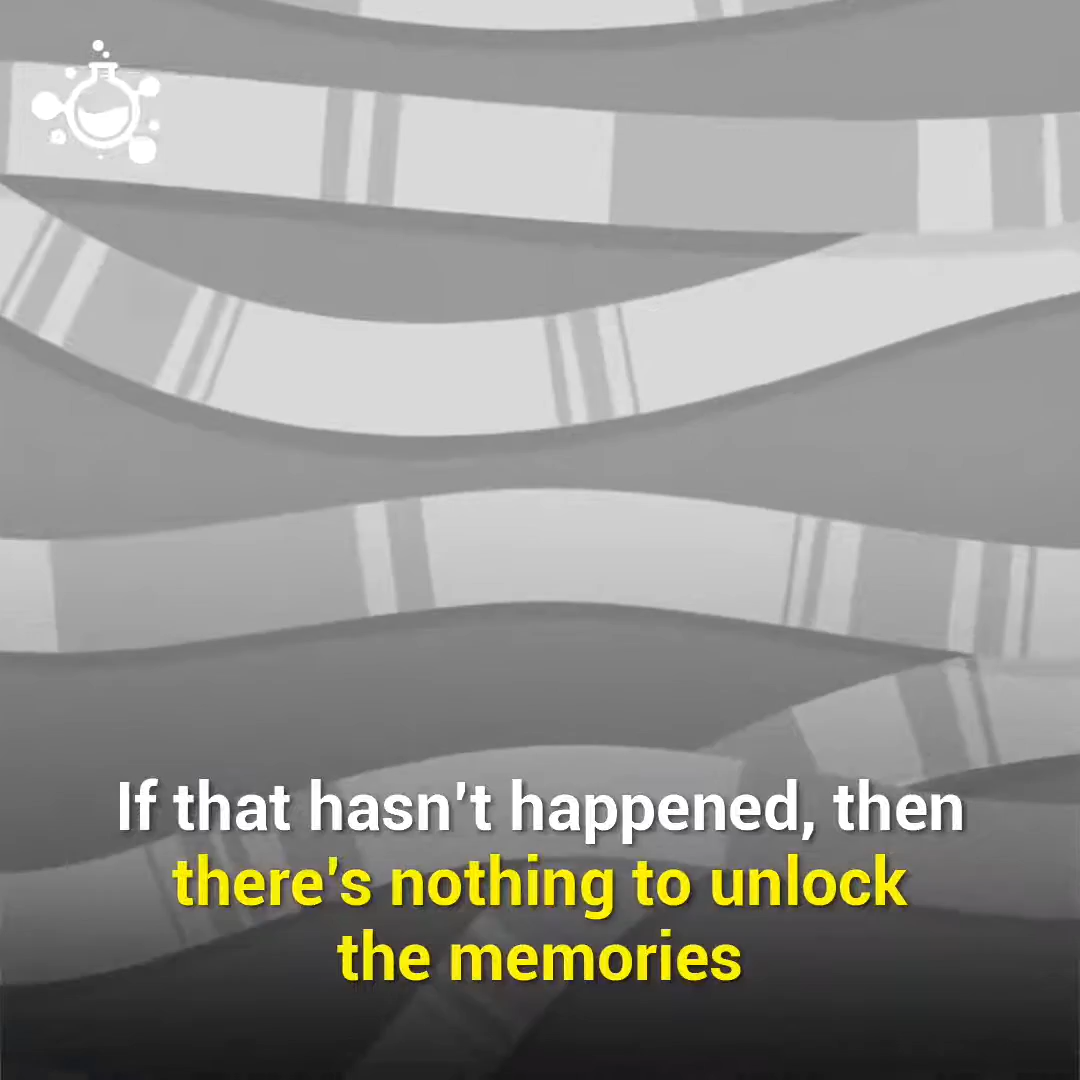 If that hasn't happened, then
there's nothing to unlock
the memories